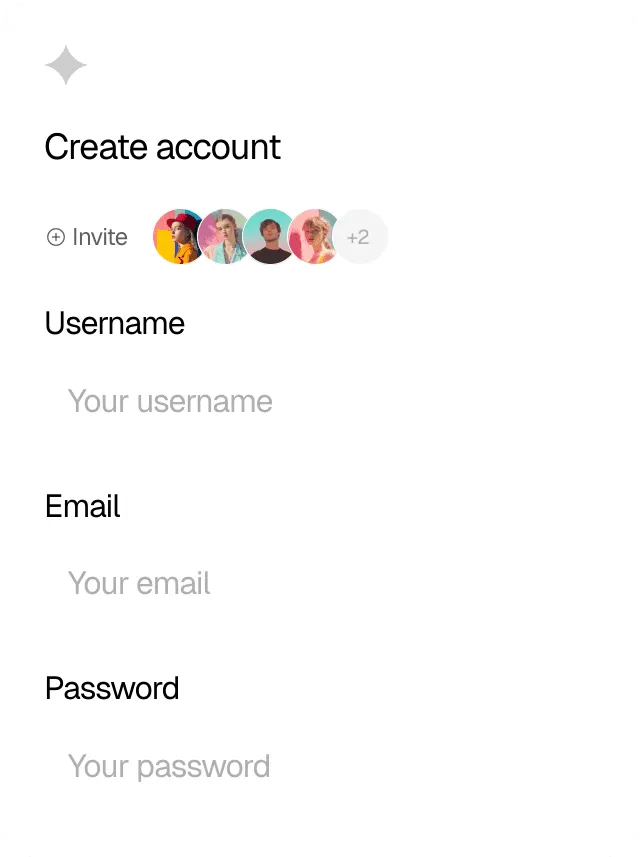 Create account
Invite +2
Username
Your username
Email
Your email
Password
Your password